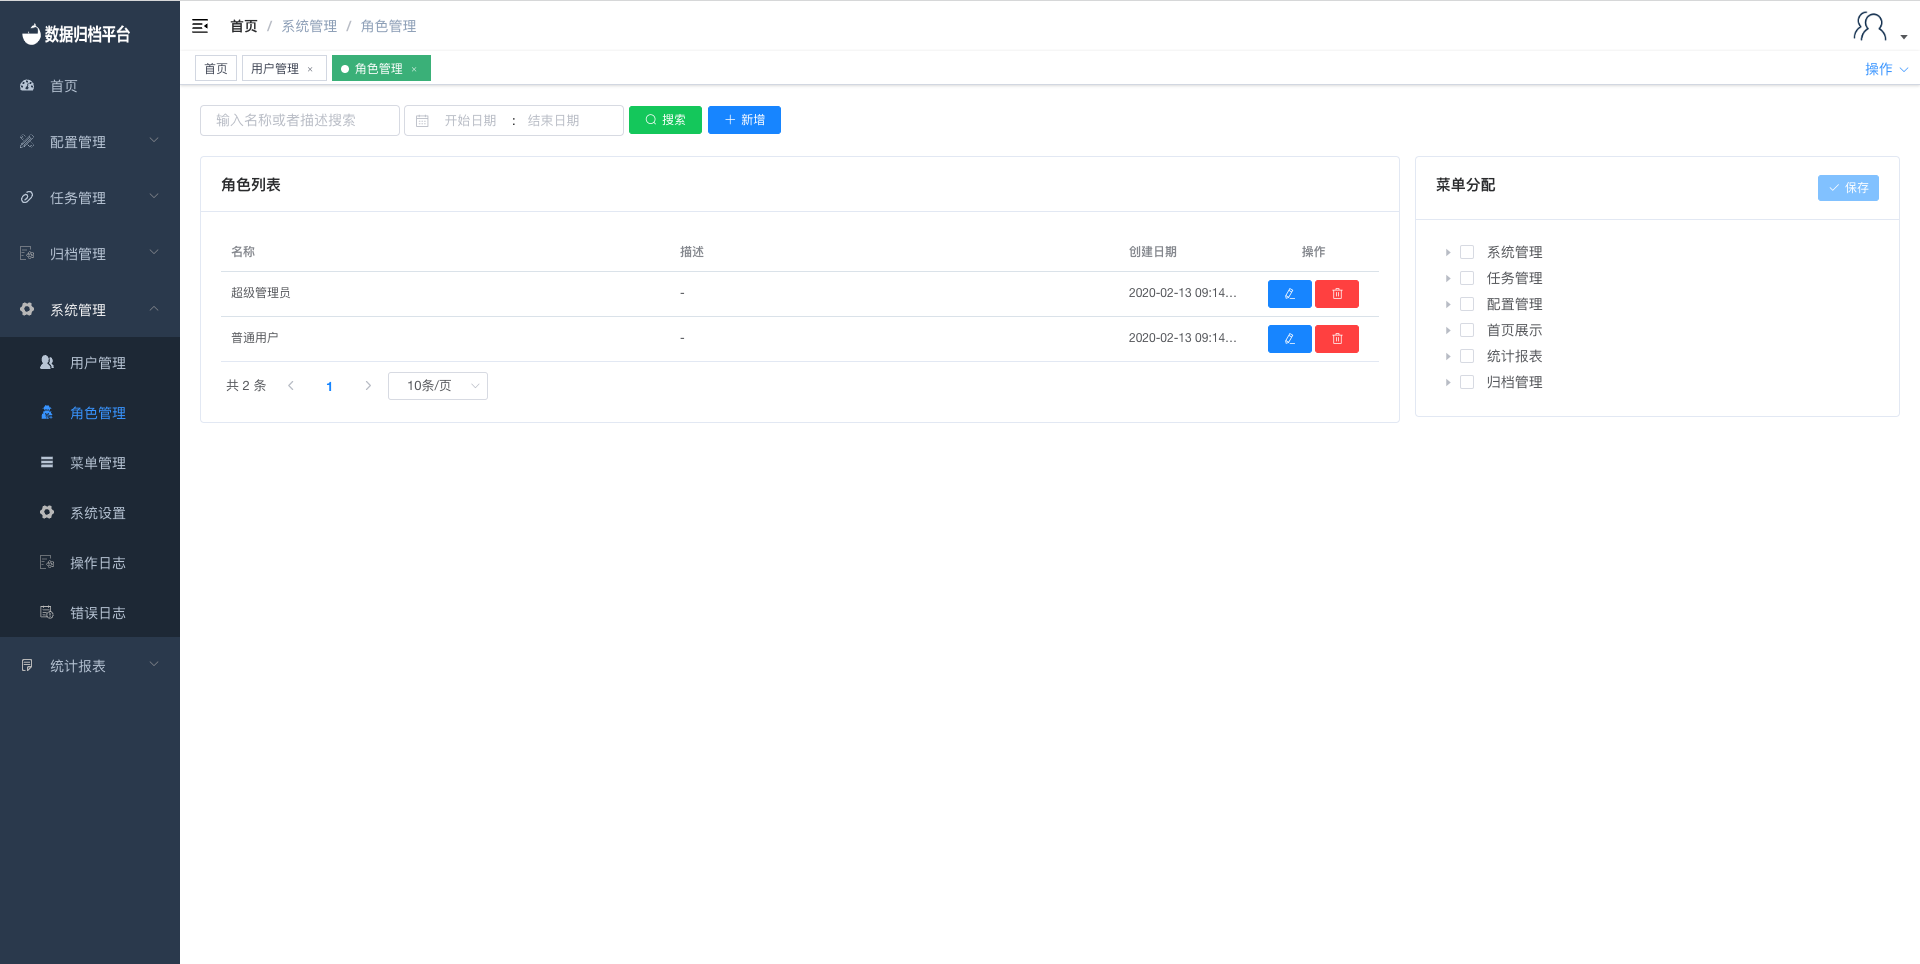 数据归档平台
首页
配置管理
任务管理
归档管理
系统管理
用户管理
角色管理
菜单管理
系统设置
操作日志
错误日志
统计报表
首页 / 系统管理 / 角色管理
首页 用户管理 × 角色管理 × 操作
输入名称或者描述搜索 开始日期 : 结束日期 搜索 新增
角色列表
名称 描述 创建日期 操作
超级管理员 - 2020-02-13 09:14...
普通用户 - 2020-02-13 09:14...
共 2 条 1 10条/页
菜单分配 保存
系统管理
任务管理
配置管理
首页展示
统计报表
归档管理